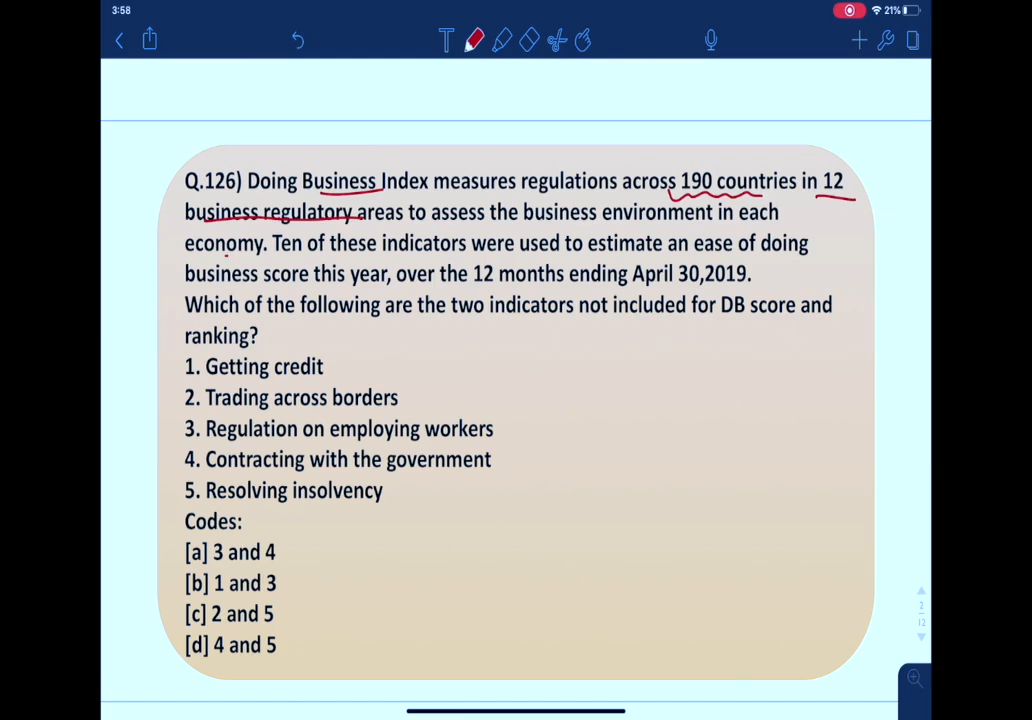 3:58
21%
T
Q.126) Doing Business Index measures regulations across 190 countries in 12
business regulatory areas to assess the business environment in each
economy. Ten of these indicators were used to estimate an ease of doing
business score this year, over the 12 months ending April 30,2019.
Which of the following are the two indicators not included for DB score and
ranking?
1. Getting credit
2. Trading across borders
3. Regulation on employing workers
4. Contracting with the government
5. Resolving insolvency
Codes:
[a] 3 and 4
[b] 1 and 3
[c] 2 and 5
[d] 4 and 5
2
12